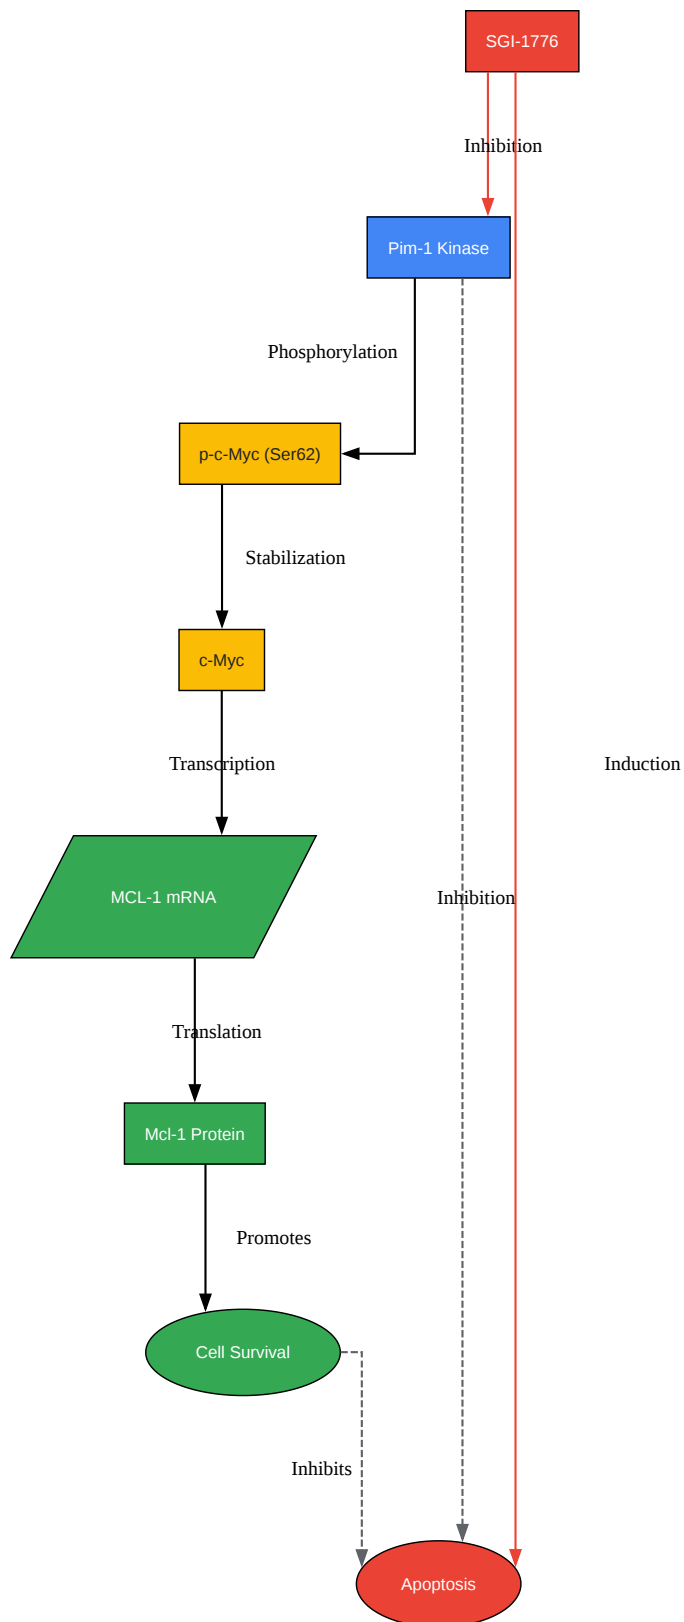 SGI-1776
Inhibition
Pim-1 Kinase
Phosphorylation
p-c-Myc (Ser62)
Stabilization
c-Myc
Transcription
Induction
MCL-1 mRNA
Inhibition
Translation
Mcl-1 Protein
Promotes
Cell Survival
Inhibits
Apoptosis